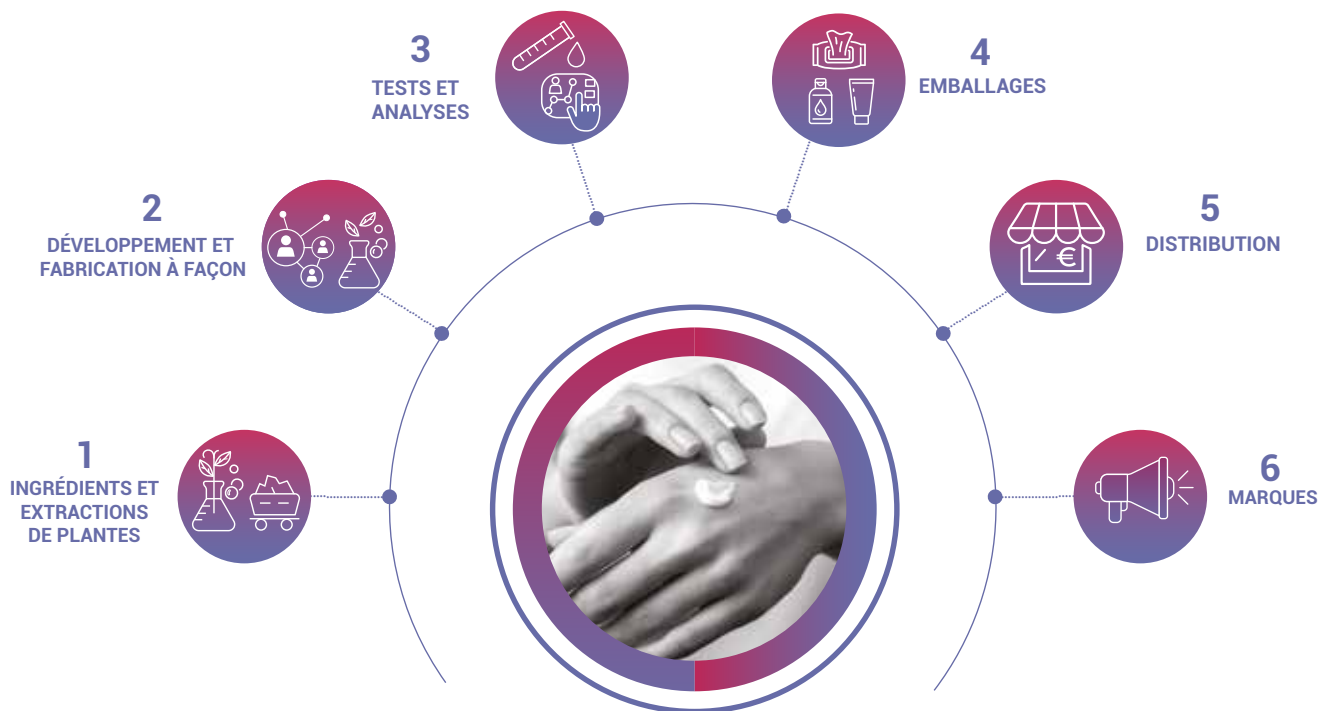 1
INGRÉDIENTS ET
EXTRACTIONS
DE PLANTES
2
DÉVELOPPEMENT ET
FABRICATION À FAÇON
3
TESTS ET
ANALYSES
4
EMBALLAGES
5
DISTRIBUTION
€
6
MARQUES